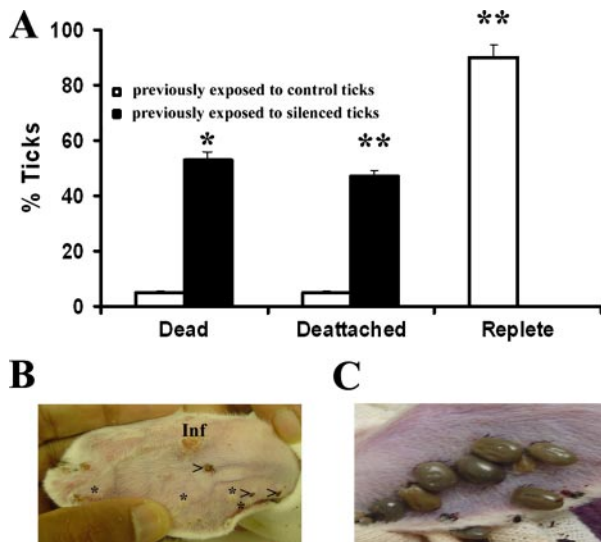 A
100
**
previously exposed to control ticks
previously exposed to silenced ticks
80
60
*
**
% Ticks
40
20
0
Dead Deattached Replete
B C
Inf
>
* * * > >
*